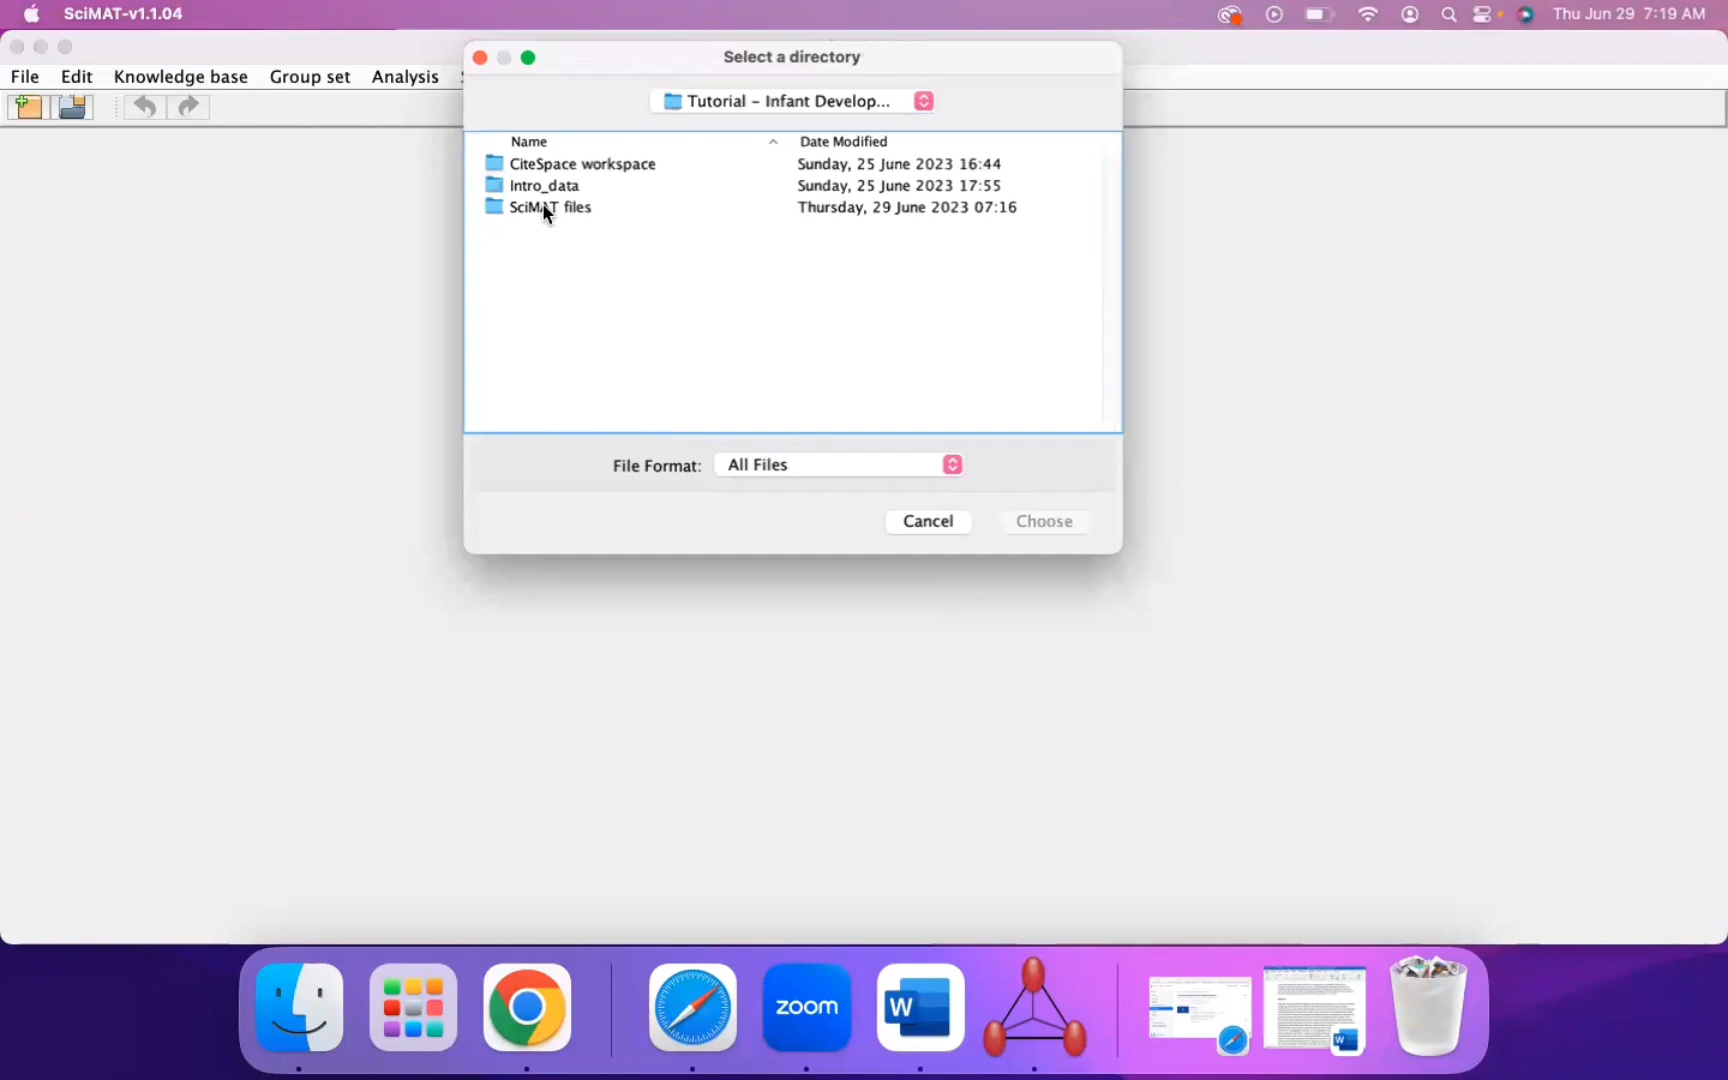 SciMAT-v1.1.04
Thu Jun 29 7:19 AM
Select a directory
File Edit Knowledge base Group set Analysis
Tutorial – Infant Develop...
Name Date Modified
CiteSpace workspace Sunday, 25 June 2023 16:44
Intro_data Sunday, 25 June 2023 17:55
SciMAT files Thursday, 29 June 2023 07:16
File Format: All Files
Cancel Choose
zoom
W
W